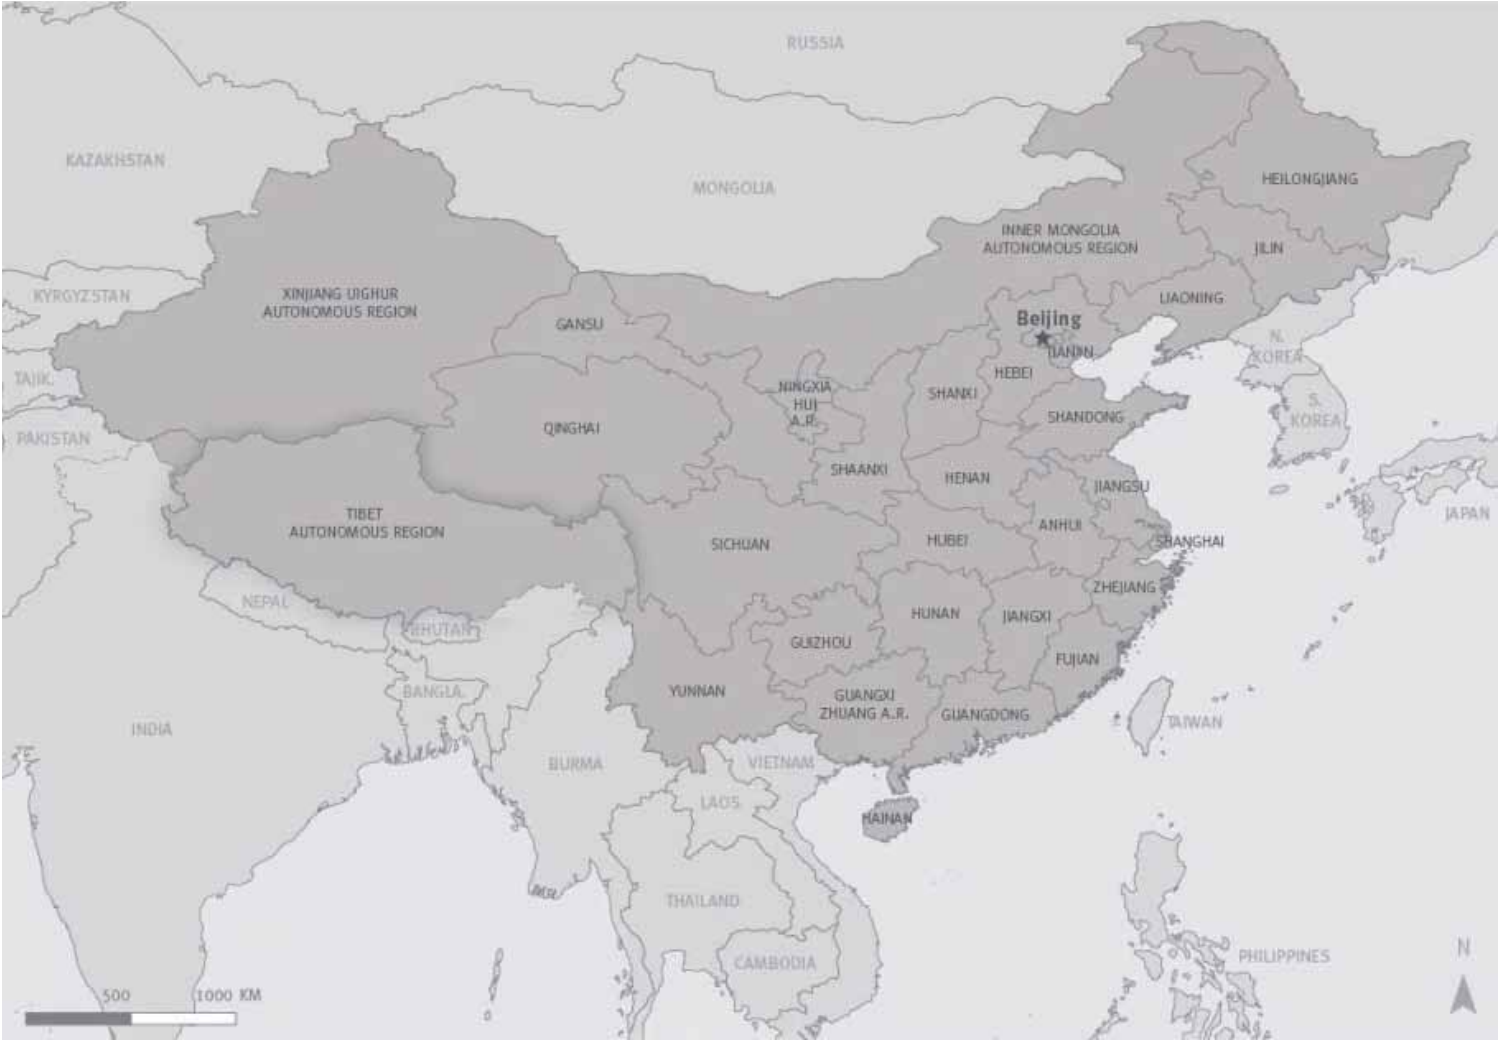 RUSSIA
KAZAKHSTAN
MONGOLIA
HEILONGJIANG
INNER MONGOLIA
AUTONOMOUS REGION
JILIN
KYRGYZSTAN
XINJIANG UIGHUR
AUTONOMOUS REGION
LIAONING
GANSU
Beijing
N.
KOREA
TIANJIN
TAJIK.
HEBEI
NINGXIA
HUI
A.R.
SHANXI
S.
KOREA
SHANDONG
PAKISTAN
QINGHAI
SHAANXI
HENAN
JIANGSU
TIBET
AUTONOMOUS REGION
ANHUI
JAPAN
SICHUAN
HUBEI
SHANGHAI
ZHEJIANG
NEPAL
BHUTAN
HUNAN
JIANGXI
GUIZHOU
FUJIAN
YUNNAN
BANGLA.
GUANGXI
ZHUANG A.R.
GUANGDONG
TAIWAN
INDIA
BURMA
VIETNAM
LAOS
HAINAN
THAILAND
CAMBODIA
PHILIPPINES
N
500
1000 KM